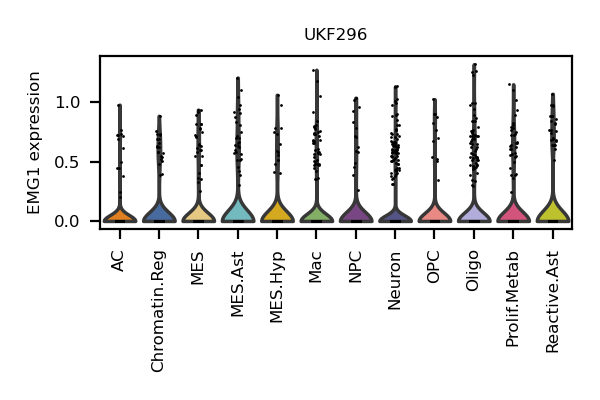 UKF296
EMG1 expression
1.0
0.5
0.0
AC
Chromatin.Reg
MES
MES.Ast
MES.Hyp
Mac
NPC
Neuron
OPC
Oligo
Prolif.Metab
Reactive.Ast